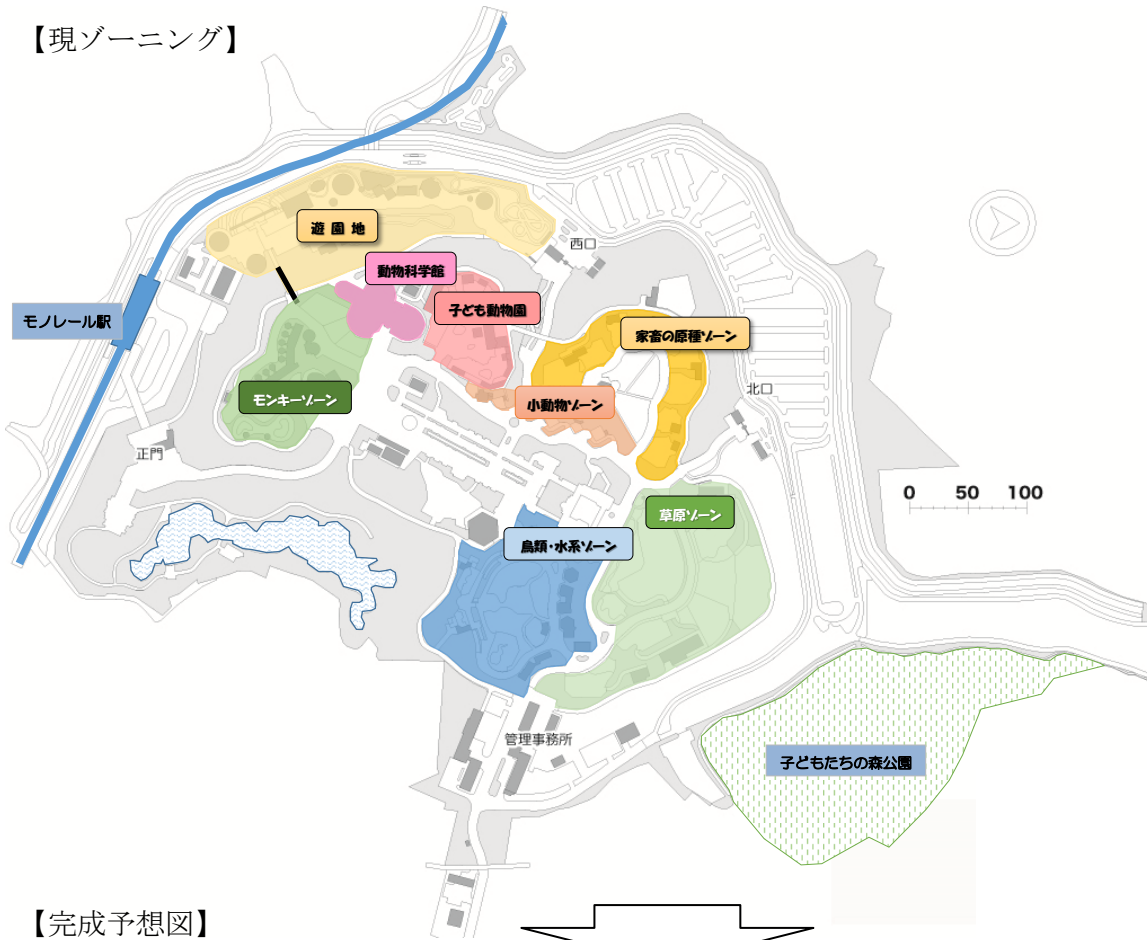 【現ゾーニング】
遊 園 地
西口
動物科学館
子ども動物園
モノレール駅
家畜の原種ゾーン
北口
モンキーゾーン
小動物ゾーン
正門
0 50 100
草原ゾーン
鳥類・水系ゾーン
管理事務所
子どもたちの森公園
【完成予想図】